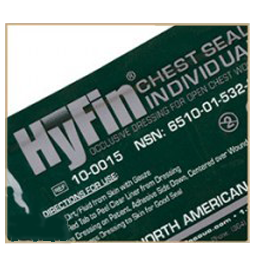 HyFin®
CHEST SEAL
INDIVIDUAL
OCCLUSIVE DRESSING FOR OPEN CHEST WO
REF 10-0015 NSN: 6510-01-532-
DIRECTIONS FOR USE:
Dirt/Fluid from Skin with Gauze
Tab to Peel Clear Liner from Dressing
Dressing on Patient, Adhesive Side Down, Centered over Wound
Dressing to Skin for Good Seal
NORTH AMERICAN